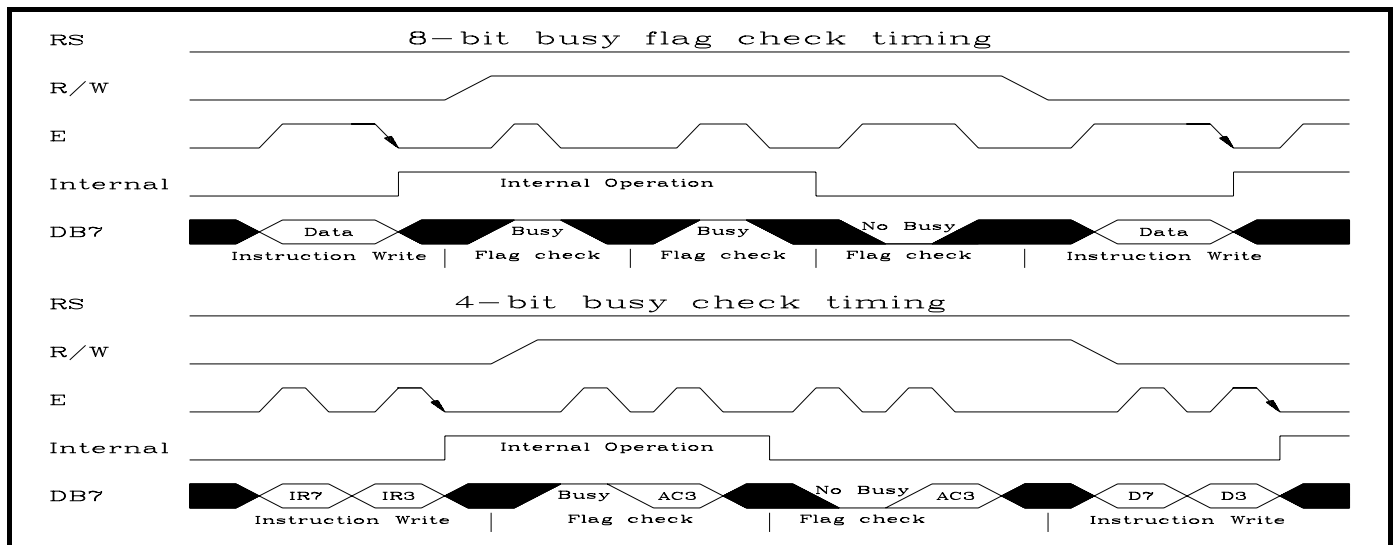 RS 8-bit busy flag check timing
R/W
E
Internal Internal Operation
DB7 Data Busy Busy No Busy Data
Instruction Write Flag check Flag check Flag check Instruction Write
RS 4-bit busy check timing
R/W
E
Internal Internal Operation
DB7 IR7 IR3 Busy AC3 No Busy AC3 D7 D3
Instruction Write Flag check Flag check Instruction Write